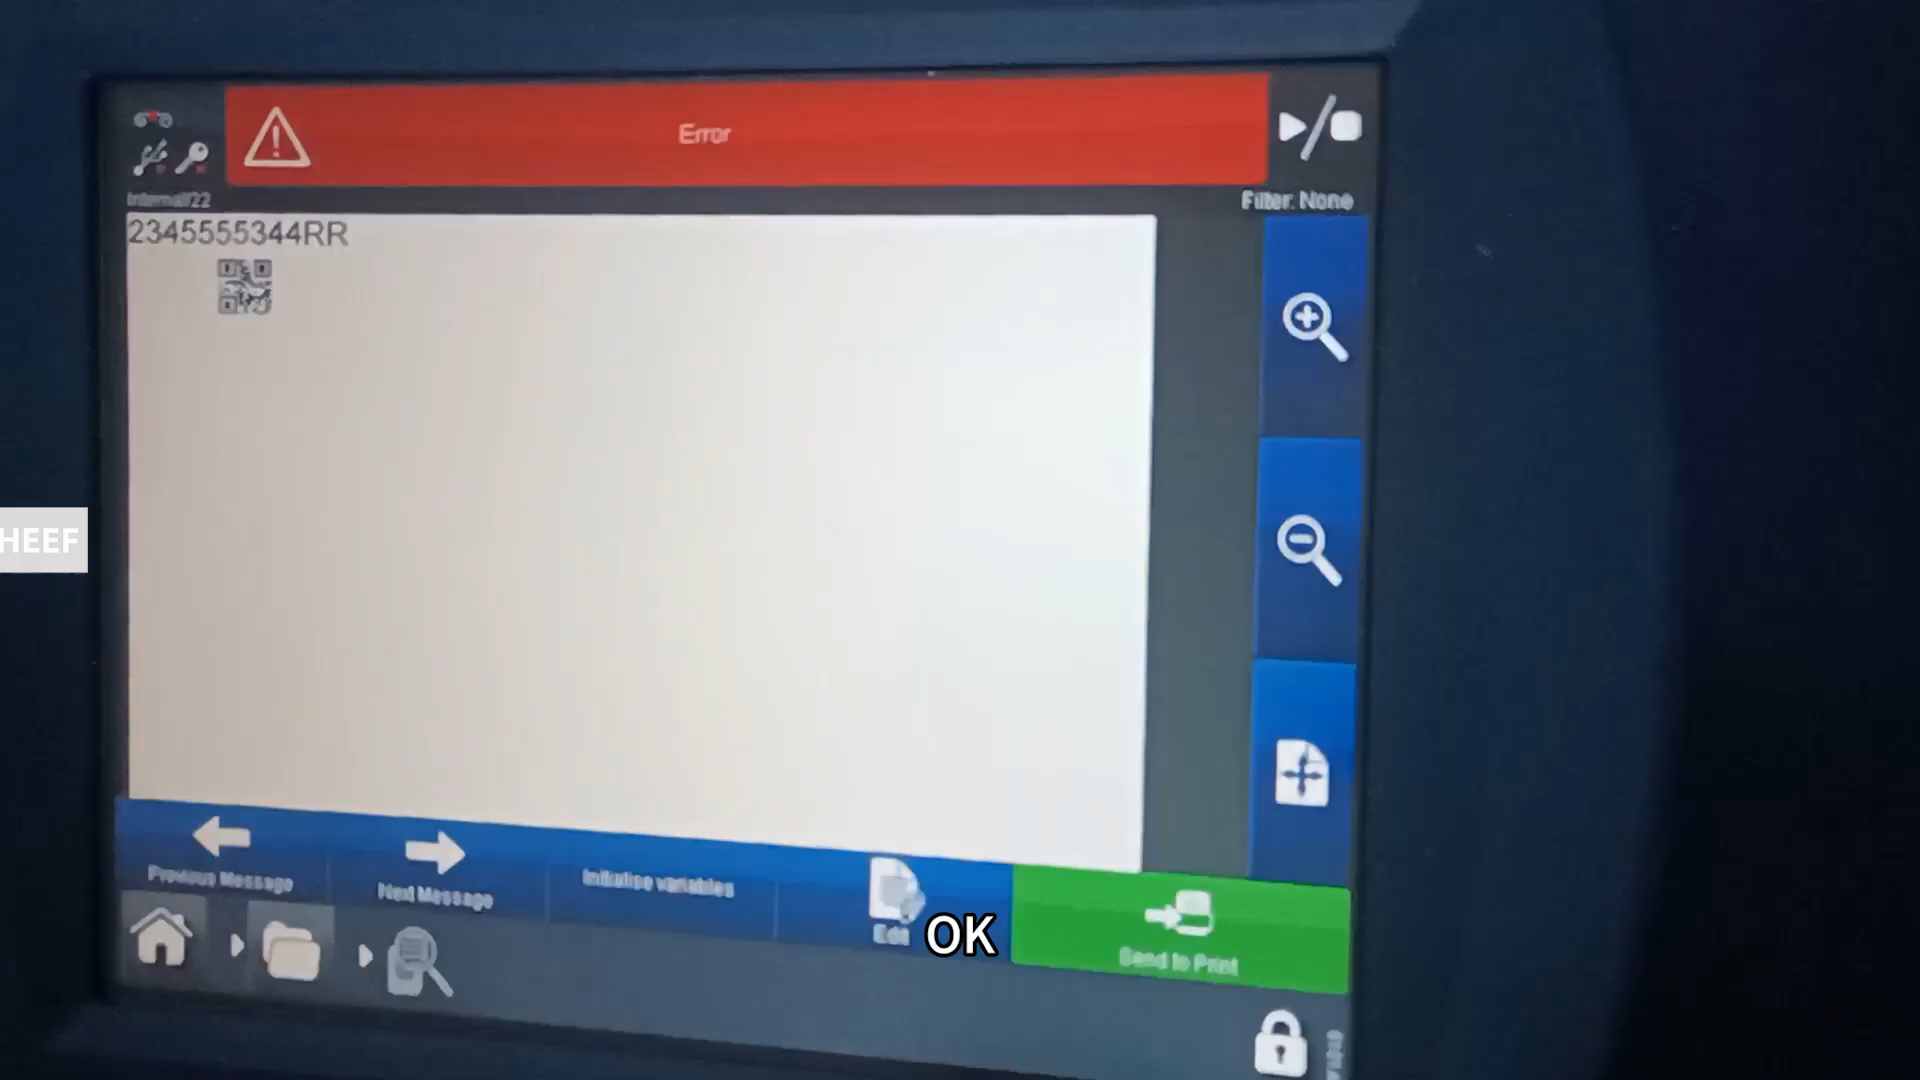 Error
Internal/22
Filter: None
2345555344RR
HEEF
Previous Message
Next Message
Initialise variables
Edit
OK
Send to Print